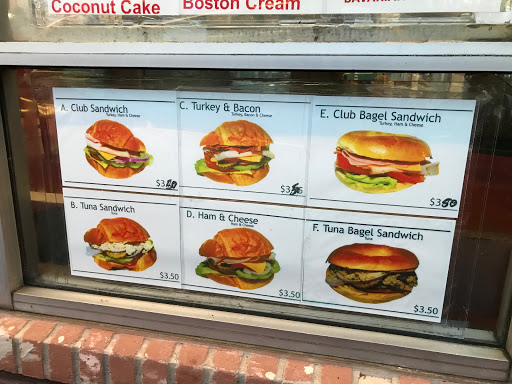 Coconut Cake
Boston Cream
A. Club Sandwich
Turkey, Ham & Cheese
C. Turkey & Bacon
Turkey, Bacon & Cheese
E. Club Bagel Sandwich
Turkey, Ham & Cheese
B. Tuna Sandwich
Tuna
$3.50
D. Ham & Cheese
Ham & Cheese
$3.50
F. Tuna Bagel Sandwich
Tuna
$3.50